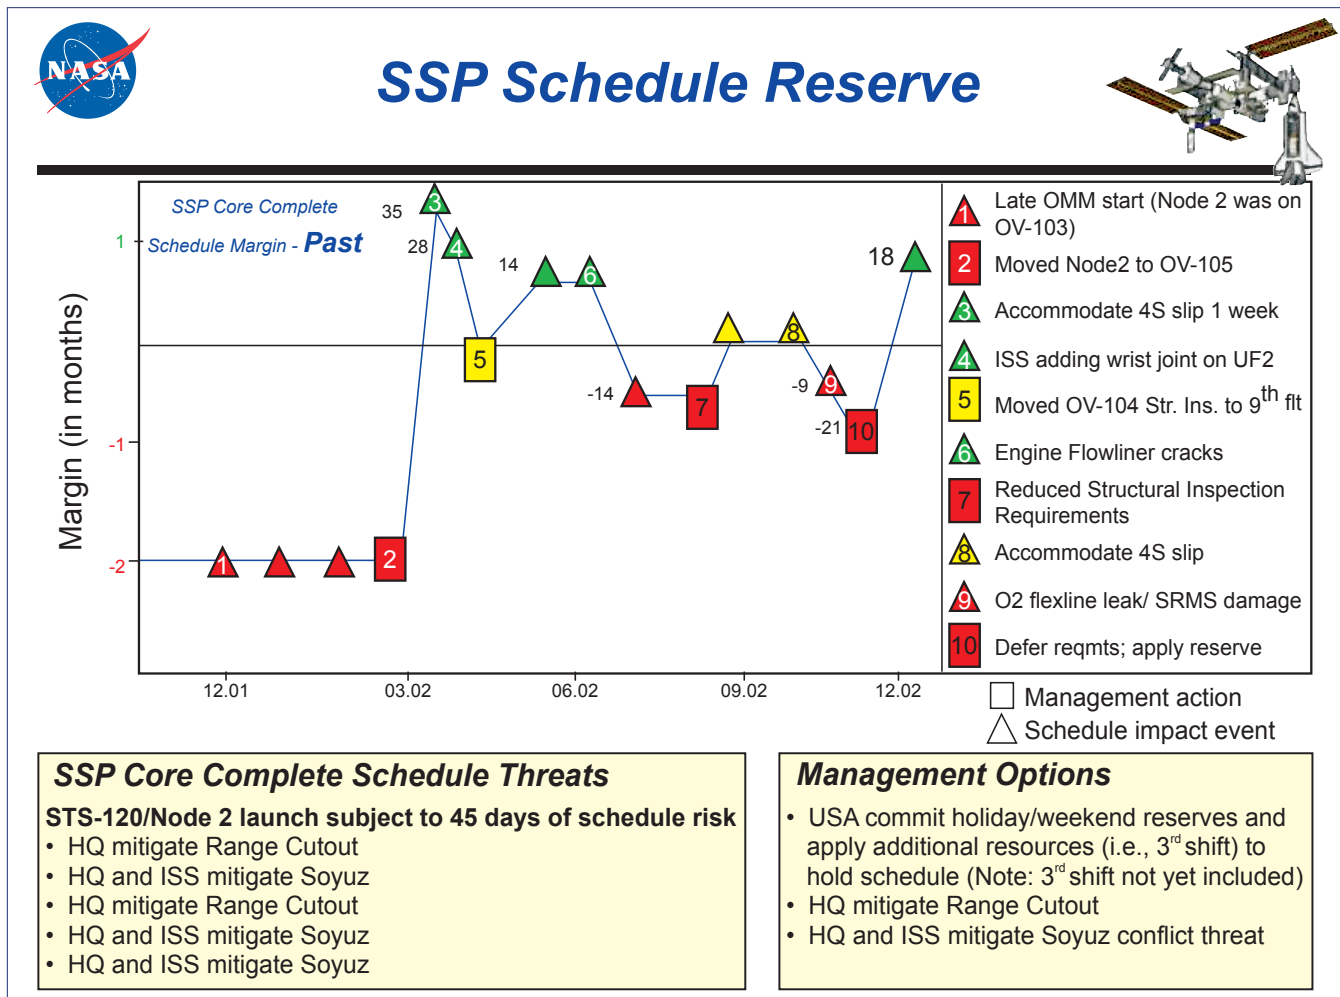 NASA
SSP Schedule Reserve
SSP Core Complete
Schedule Margin - Past
Margin (in months)
1
-1
-2
35
28
14
-14
-9
-21
18
1
2
3
4
5
6
7
8
9
10
12.01
03.02
06.02
09.02
12.02
1 Late OMM start (Node 2 was on
OV-103)
2 Moved Node2 to OV-105
3 Accommodate 4S slip 1 week
4 ISS adding wrist joint on UF2
5 Moved OV-104 Str. Ins. to 9th flt
6 Engine Flowliner cracks
7 Reduced Structural Inspection
Requirements
8 Accommodate 4S slip
9 O2 flexline leak/ SRMS damage
10 Defer reqmts; apply reserve
Management action
Schedule impact event
SSP Core Complete Schedule Threats
STS-120/Node 2 launch subject to 45 days of schedule risk
• HQ mitigate Range Cutout
• HQ and ISS mitigate Soyuz
• HQ mitigate Range Cutout
• HQ and ISS mitigate Soyuz
• HQ and ISS mitigate Soyuz
Management Options
• USA commit holiday/weekend reserves and
apply additional resources (i.e., 3rd shift) to
hold schedule (Note: 3rd shift not yet included)
• HQ mitigate Range Cutout
• HQ and ISS mitigate Soyuz conflict threat